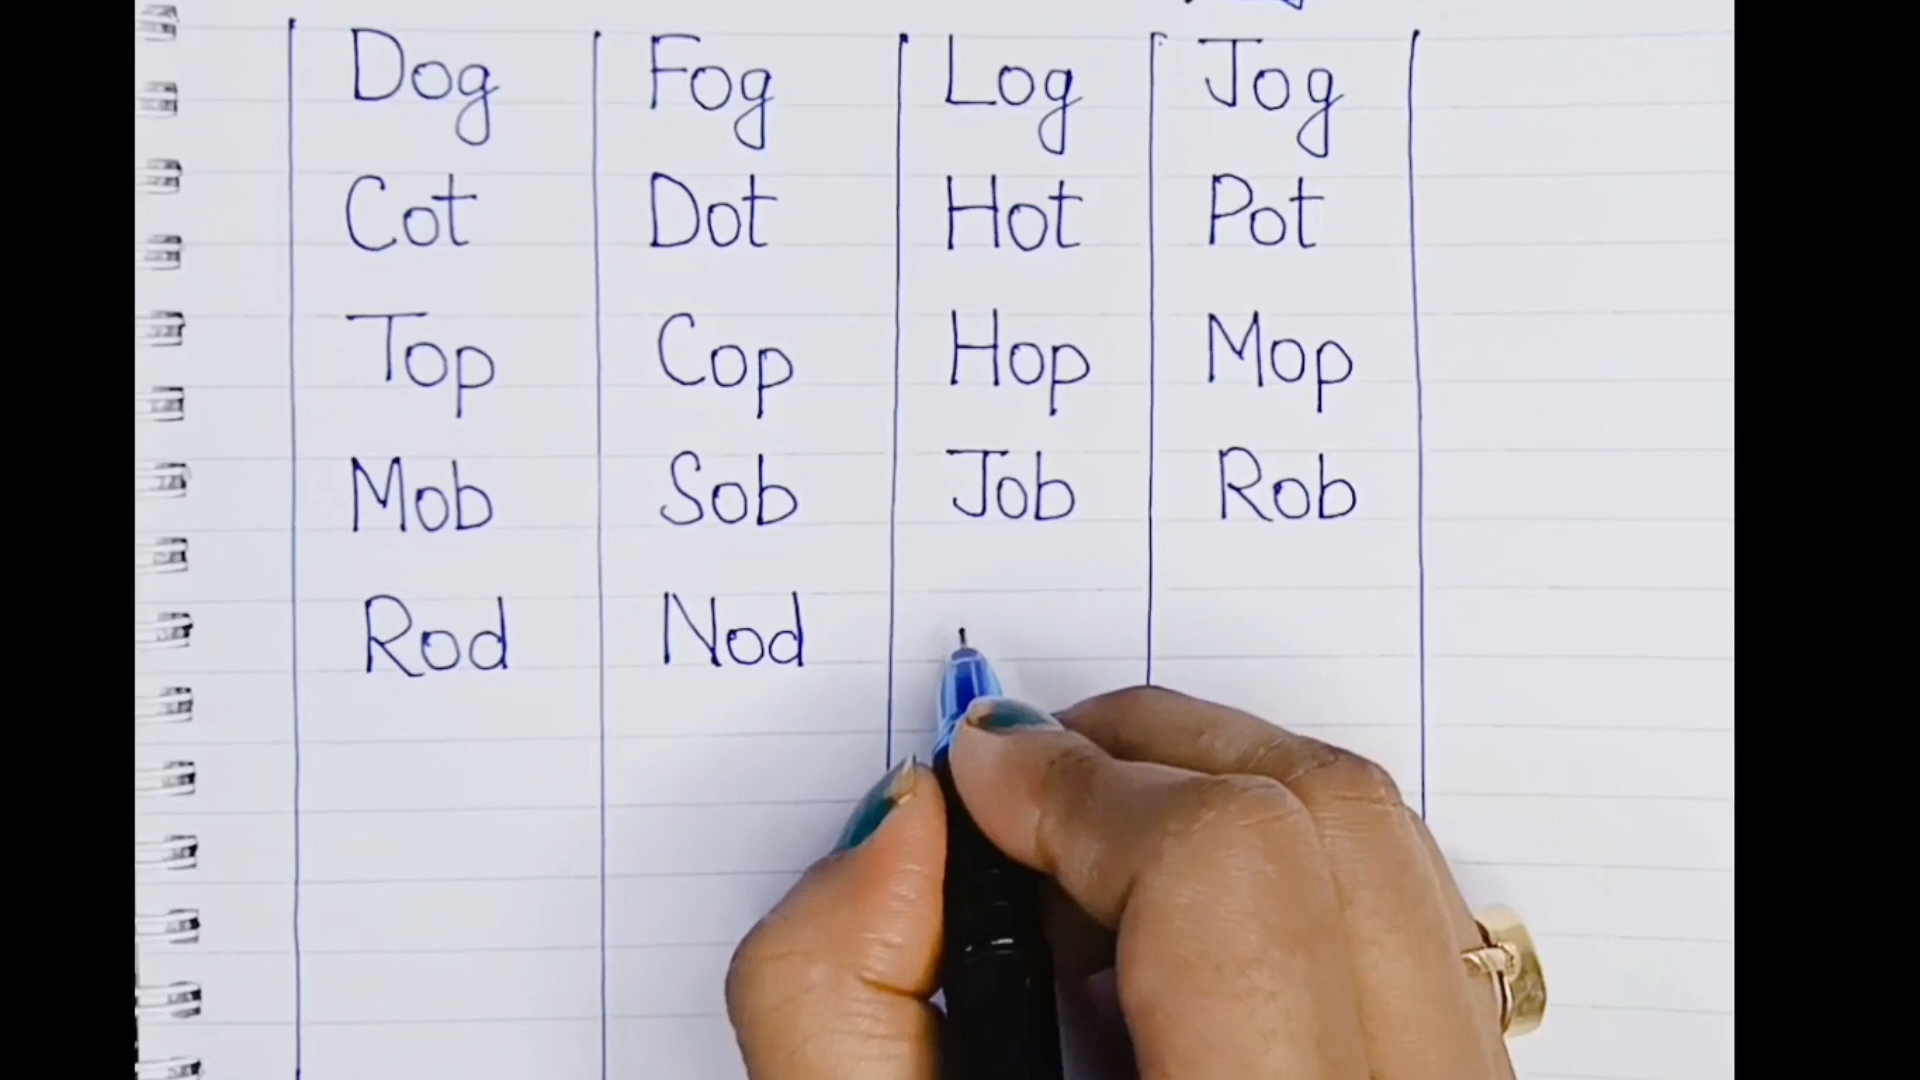 Dog Fog Log Jog
Cot Dot Hot Pot
Top Cop Hop Mop
Mob Sob Job Rob
Rod Nod